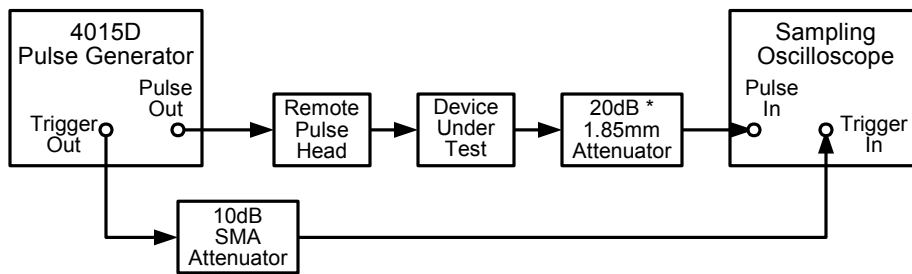 4015D
Pulse Generator
Pulse
Out
Trigger
Out
Remote
Pulse
Head
Device
Under
Test
20dB *
1.85mm
Attenuator
Sampling
Oscilloscope
Pulse
In
Trigger
In
10dB
SMA
Attenuator